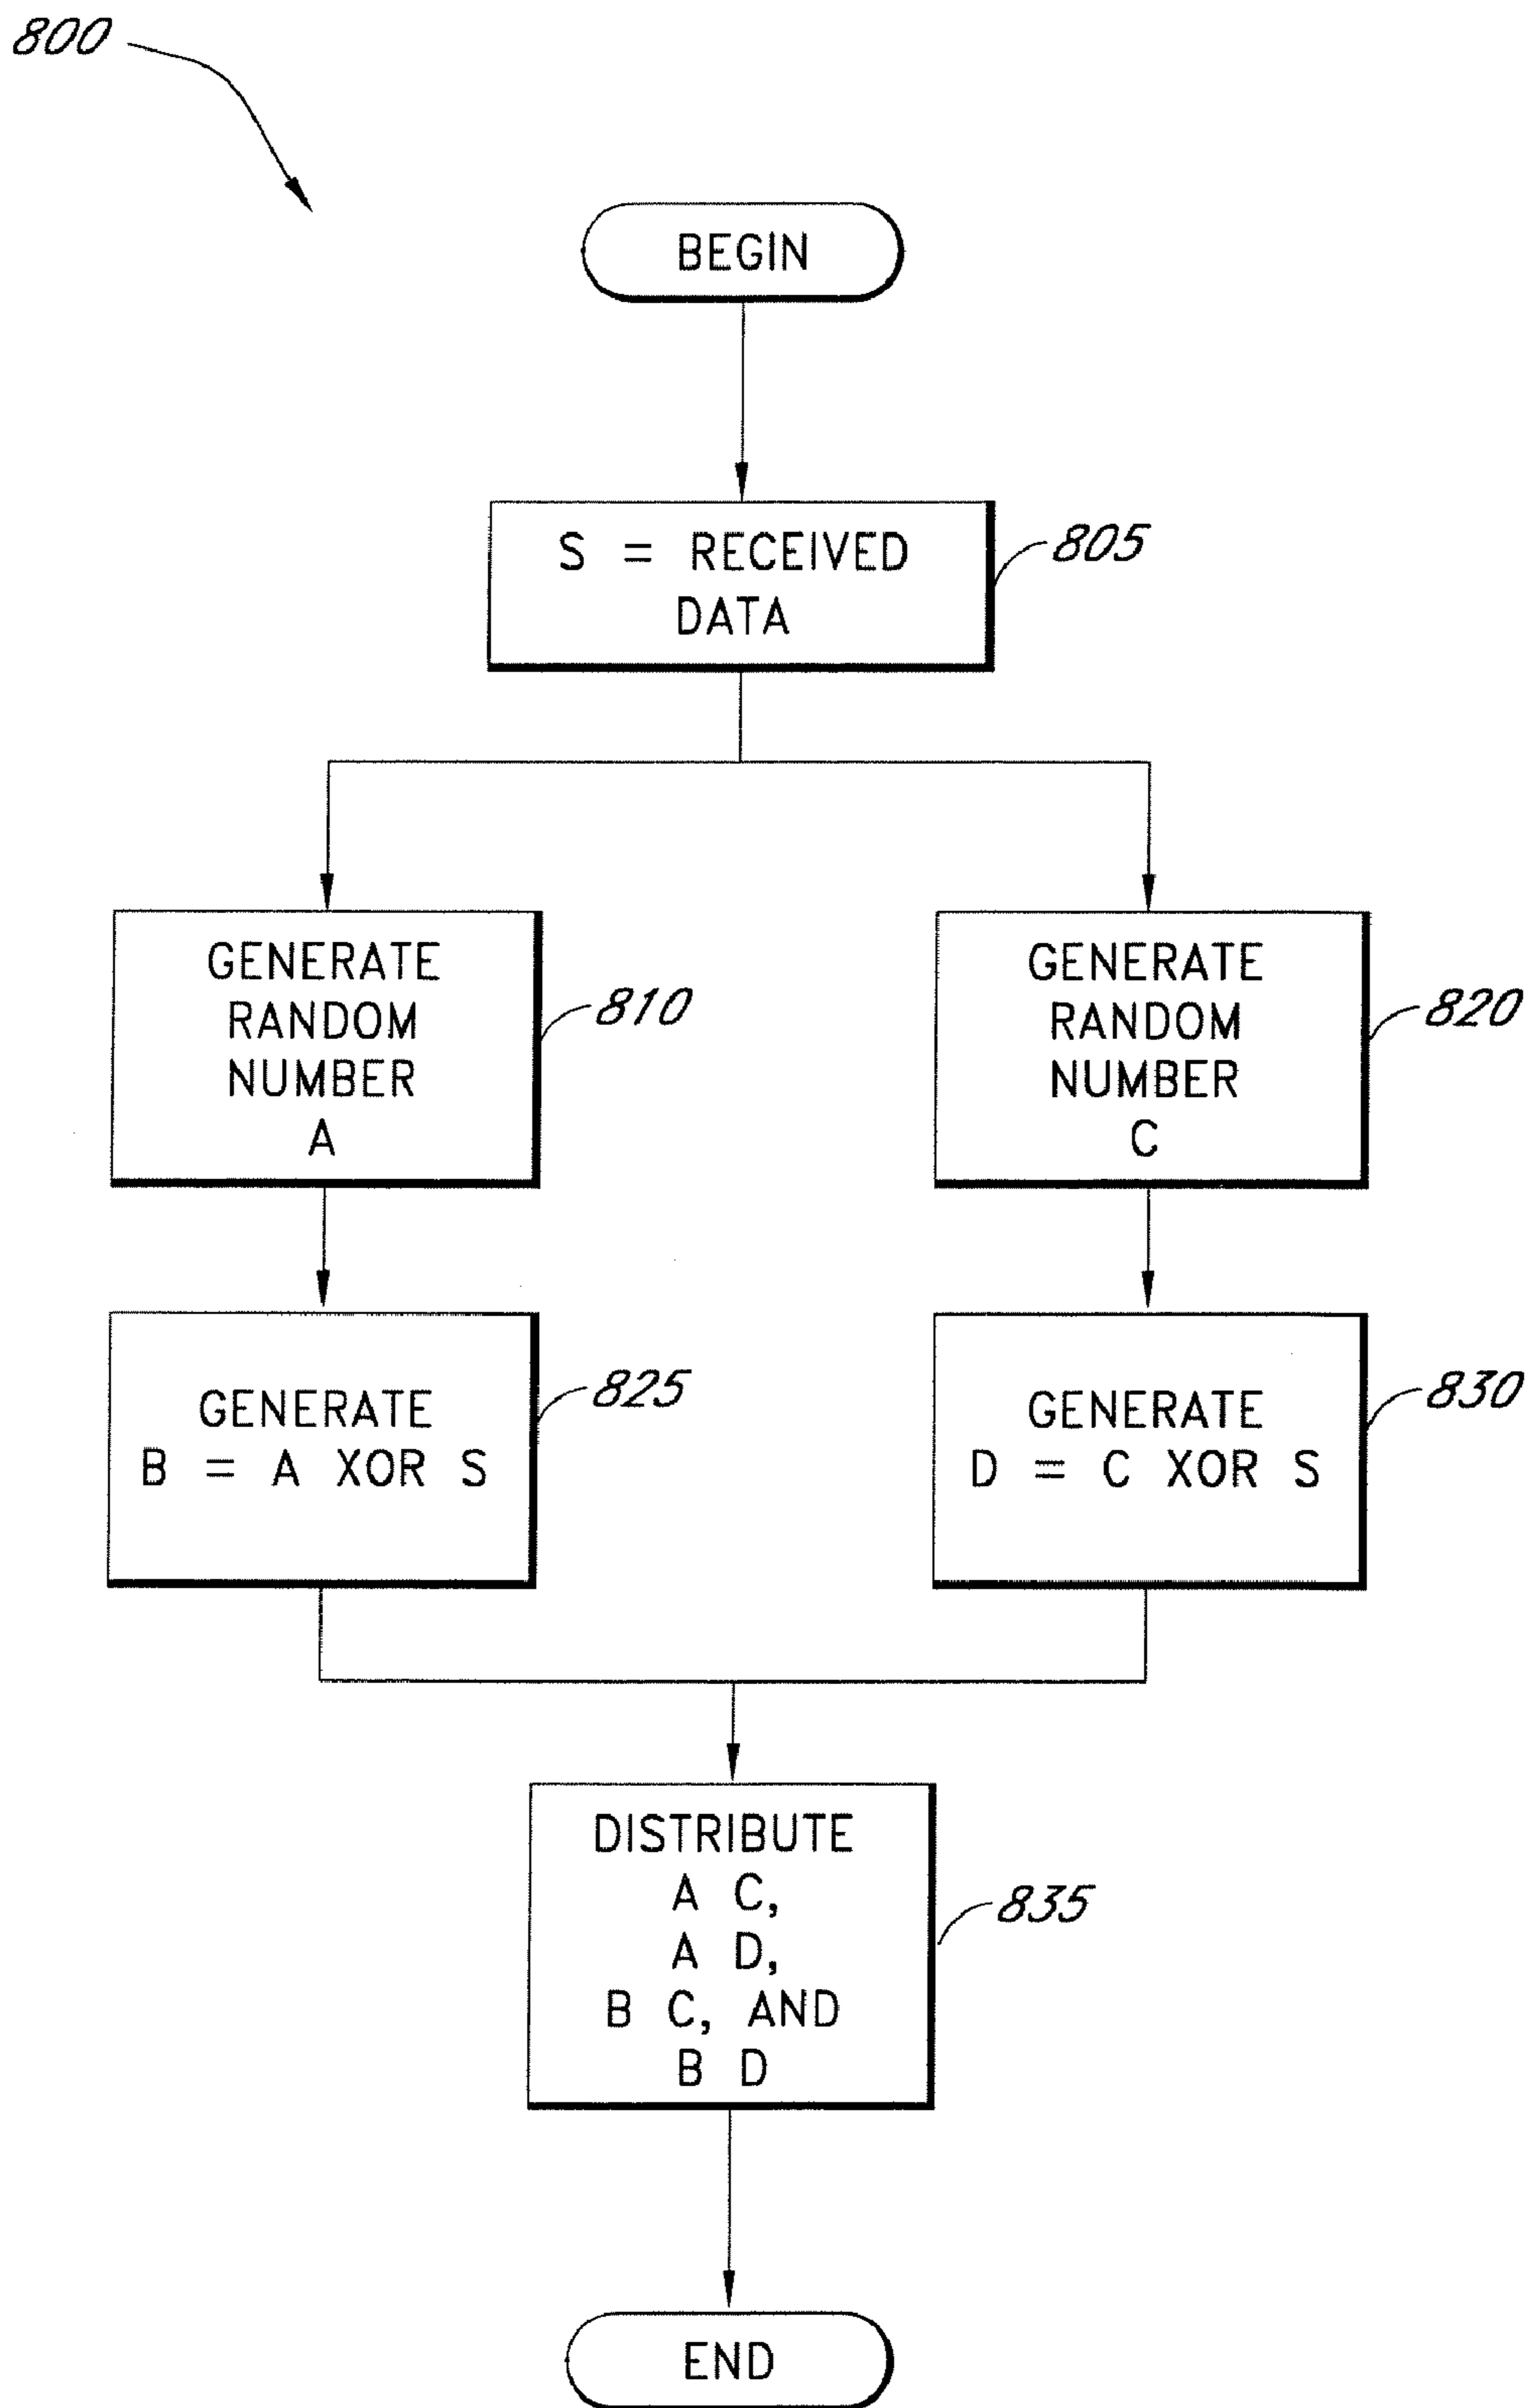 800
BEGIN
S = RECEIVED
DATA
805
GENERATE
RANDOM
NUMBER
A
810
GENERATE
RANDOM
NUMBER
C
820
GENERATE
B = A XOR S
825
GENERATE
D = C XOR S
830
DISTRIBUTE
A C,
A D,
B C, AND
B D
835
END